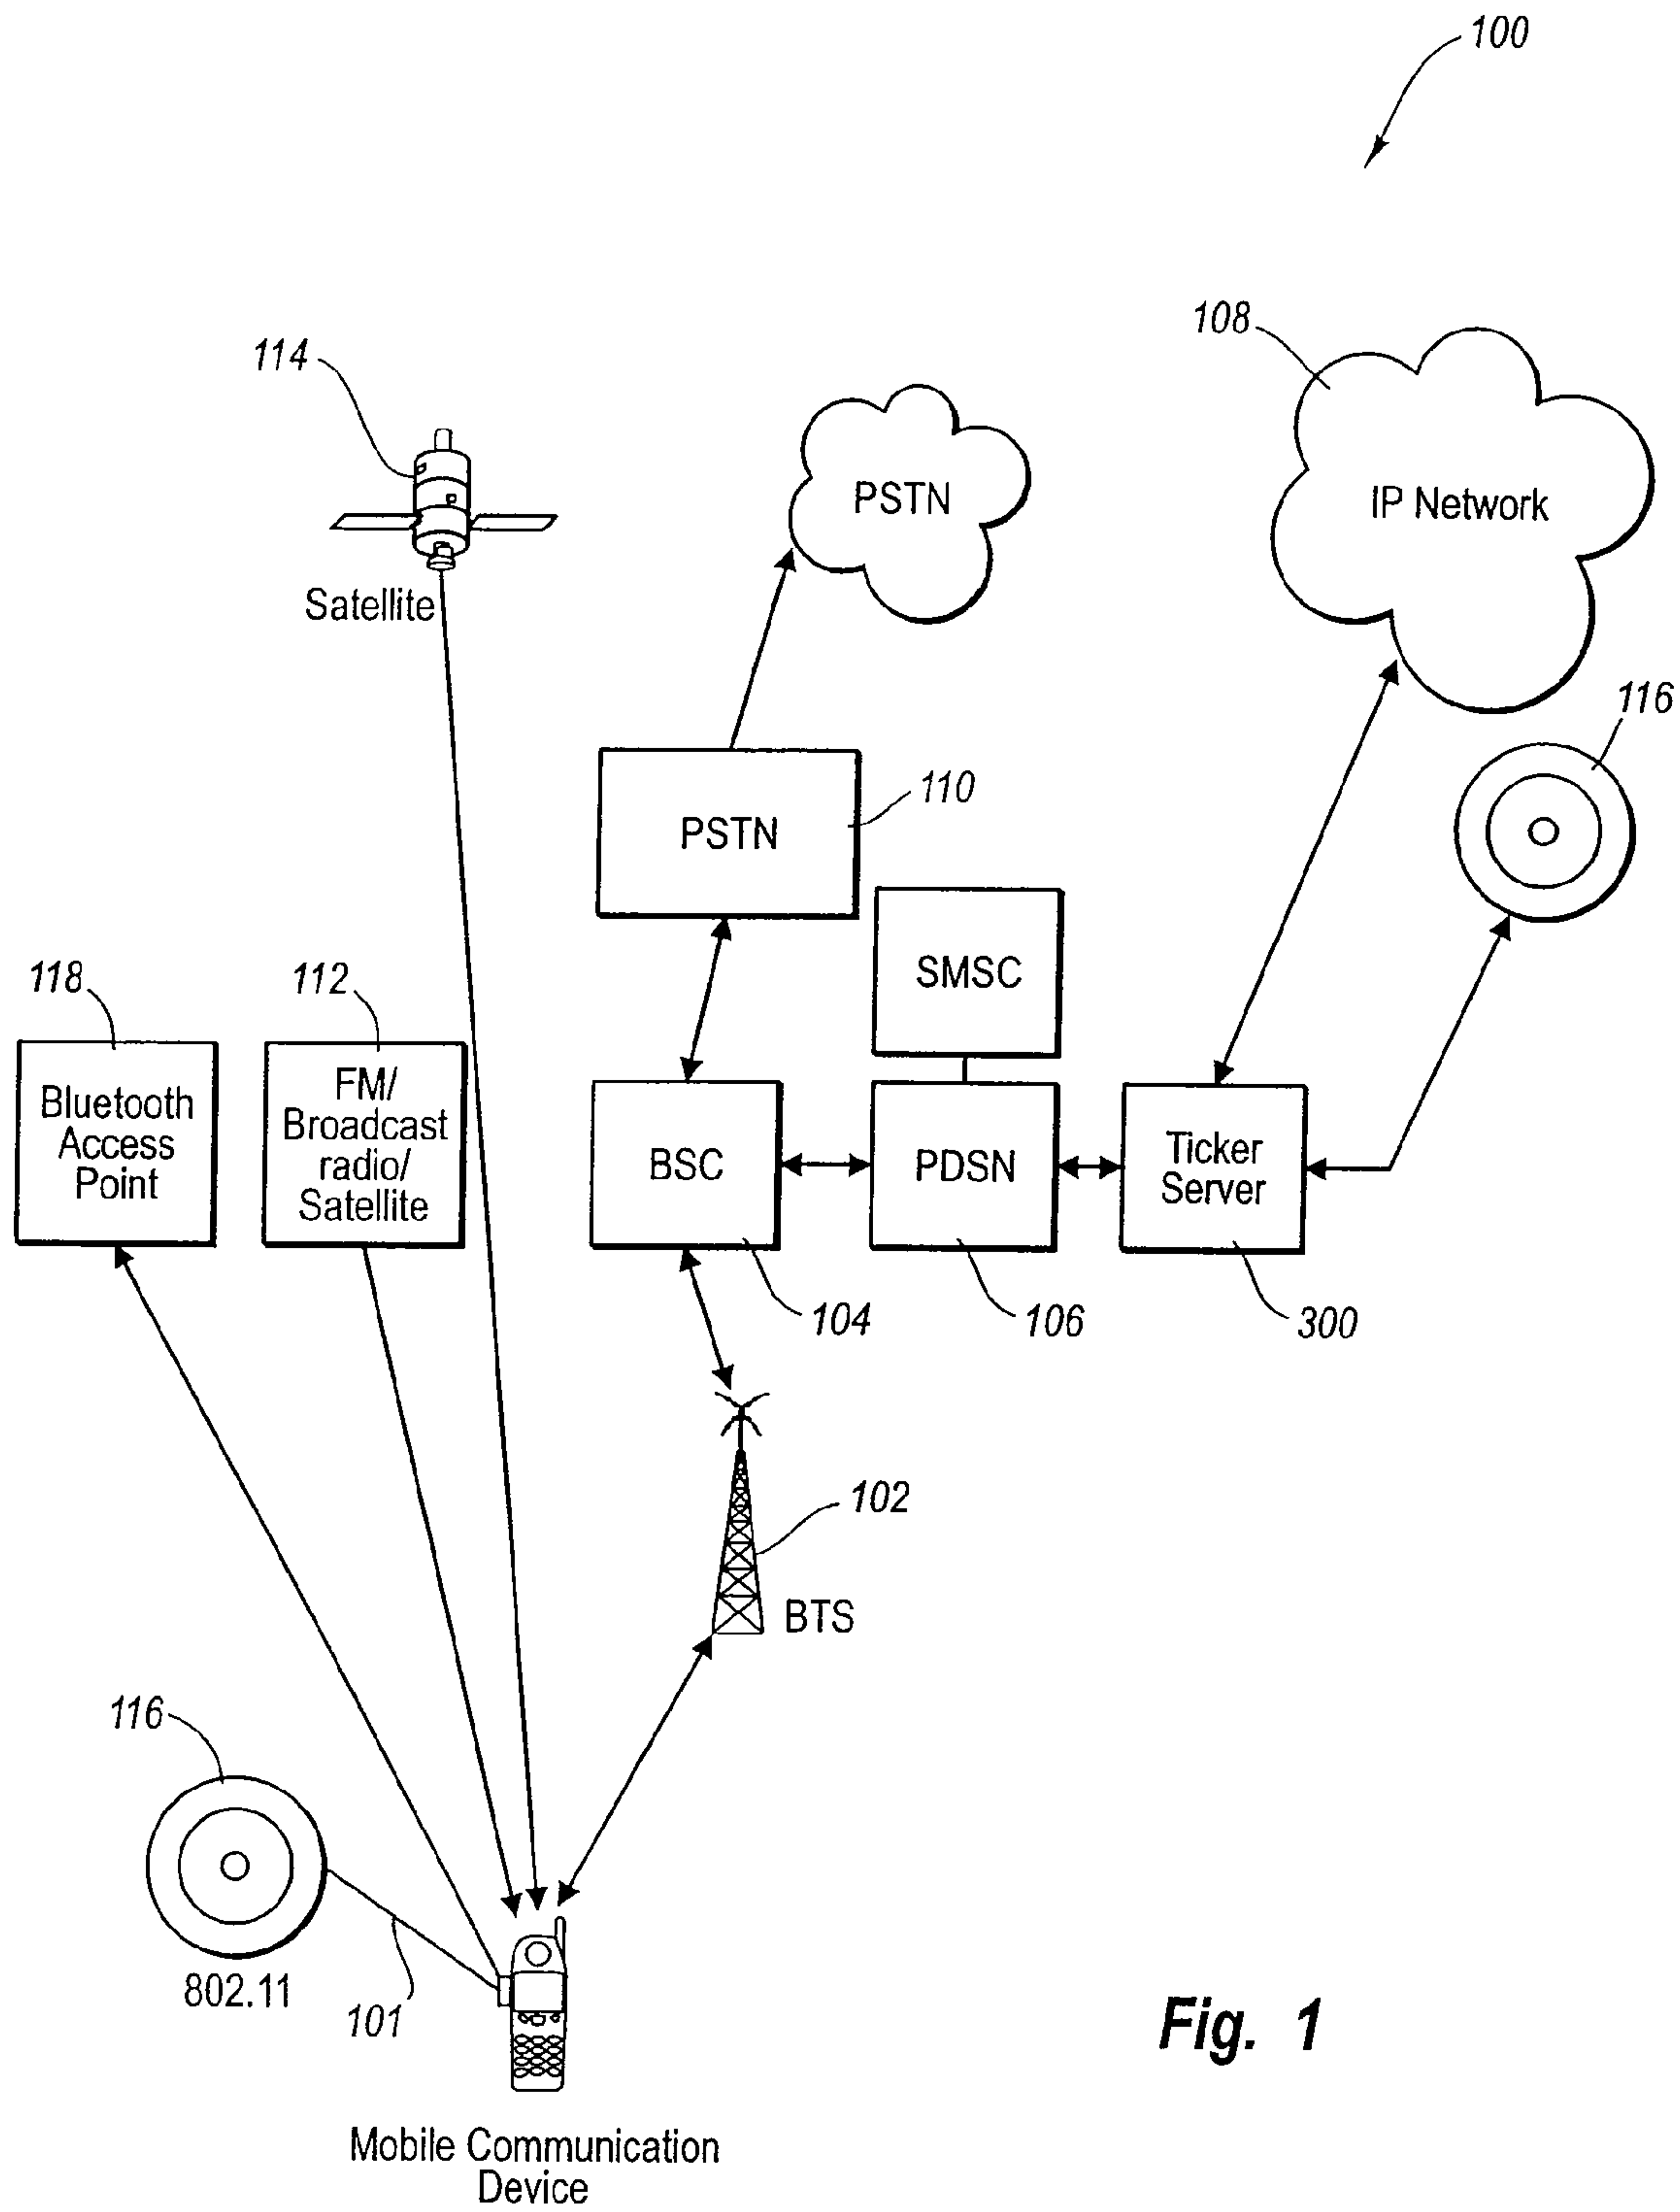 100
108
114
PSTN
IP Network
Satellite
116
PSTN
110
SMSC
118
112
Bluetooth
Access
Point
FM/
Broadcast
radio/
Satellite
BSC
PDSN
Ticker
Server
104
106
300
102
BTS
116
802.11
101
Fig. 1
Mobile Communication
Device